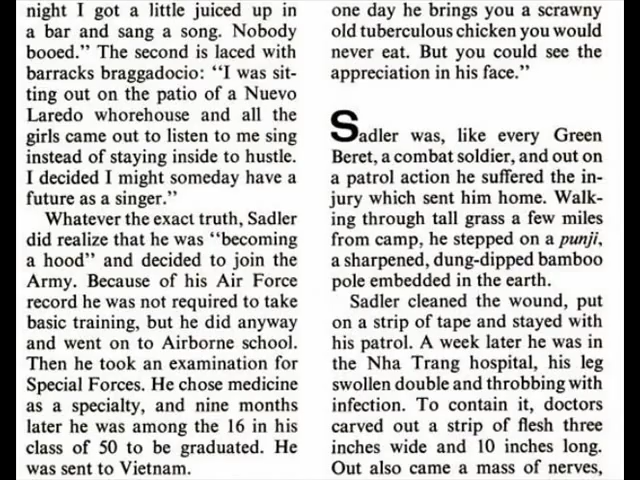 night I got a little juiced up in
a bar and sang a song. Nobody
booed.” The second is laced with
barracks braggadocio: “I was sit-
ting out on the patio of a Nuevo
Laredo whorehouse and all the
girls came out to listen to me sing
instead of staying inside to hustle.
I decided I might someday have a
future as a singer.”
Whatever the exact truth, Sadler
did realize that he was “becoming
a hood” and decided to join the
Army. Because of his Air Force
record he was not required to take
basic training, but he did anyway
and went on to Airborne school.
Then he took an examination for
Special Forces. He chose medicine
as a specialty, and nine months
later he was among the 16 in his
class of 50 to be graduated. He
was sent to Vietnam.
one day he brings you a scrawny
old tuberculous chicken you would
never eat. But you could see the
appreciation in his face.”
Sadler was, like every Green
Beret, a combat soldier, and out on
a patrol action he suffered the in-
jury which sent him home. Walk-
ing through tall grass a few miles
from camp, he stepped on a punji,
a sharpened, dung-dipped bamboo
pole embedded in the earth.
Sadler cleaned the wound, put
on a strip of tape and stayed with
his patrol. A week later he was in
the Nha Trang hospital, his leg
swollen double and throbbing with
infection. To contain it, doctors
carved out a strip of flesh three
inches wide and 10 inches long.
Out also came a mass of nerves,